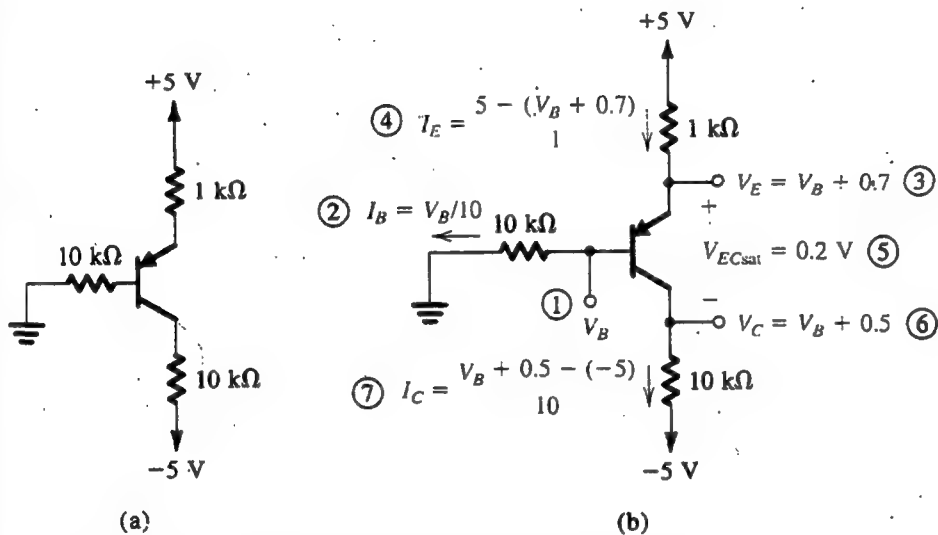 +5 V
1 kΩ
10 kΩ
10 kΩ
−5 V
(a)
+5 V
④ I_E = 5 − (V_B + 0.7) / 1
1 kΩ
V_E = V_B + 0.7 ③
② I_B = V_B/10
10 kΩ
+
V_ECsat = 0.2 V ⑤
−
①
V_B
V_C = V_B + 0.5 ⑥
⑦ I_C = V_B + 0.5 − (−5) / 10
10 kΩ
−5 V
(b)